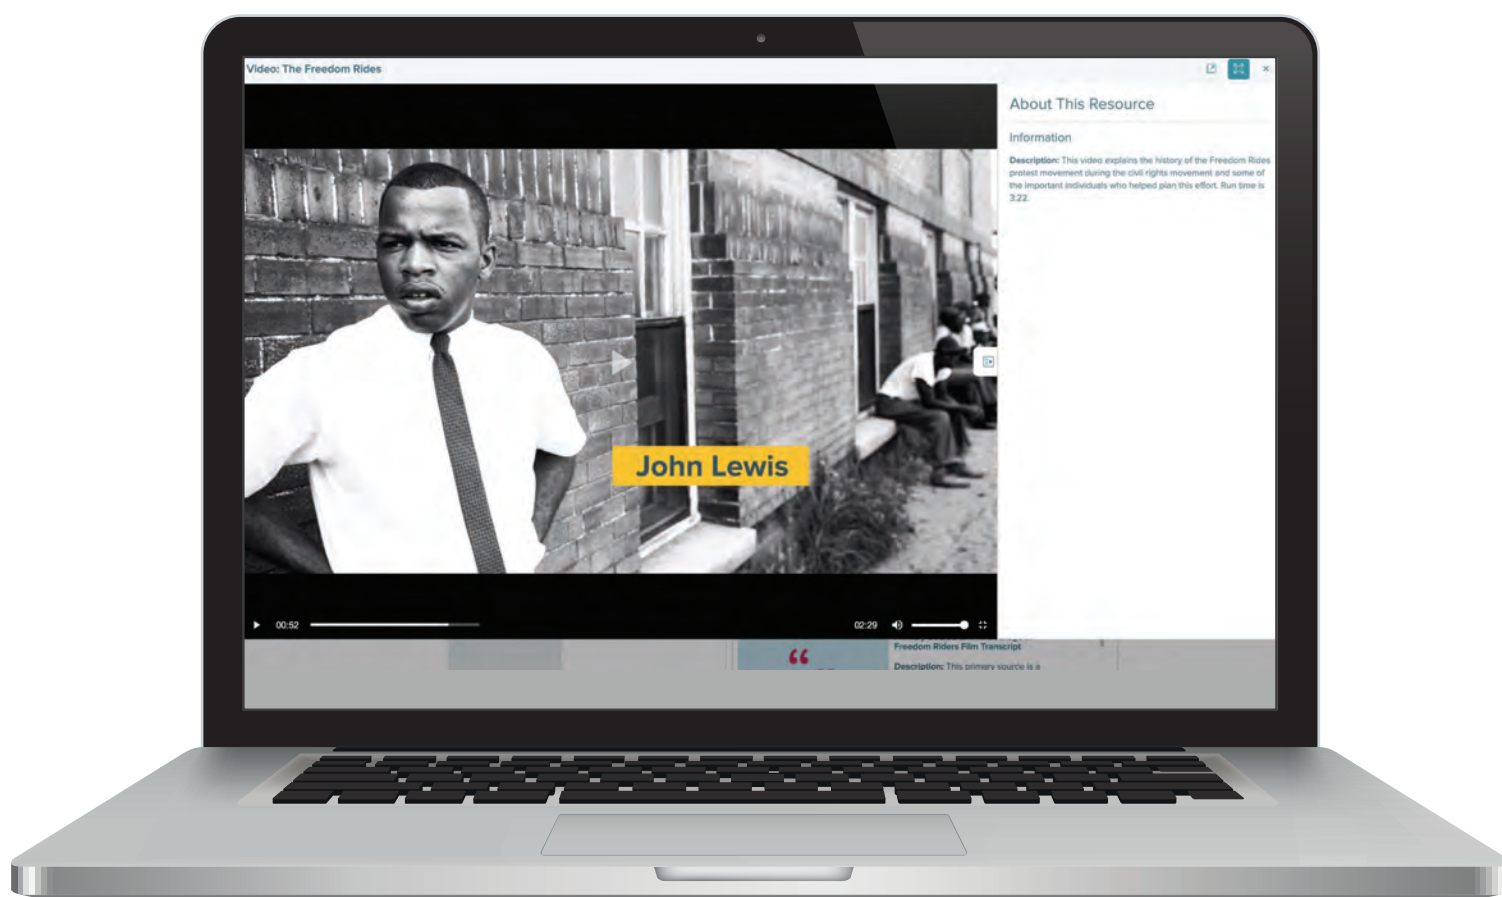 Video: The Freedom Rides
About This Resource
Information
Description: This video explains the history of the Freedom Rides
protest movement during the civil rights movement and some of
the important individuals who helped plan this effort. Run time is
3:22.
John Lewis
00:52
02:29
“
Freedom Riders Film Transcript
Description: This primary source is a